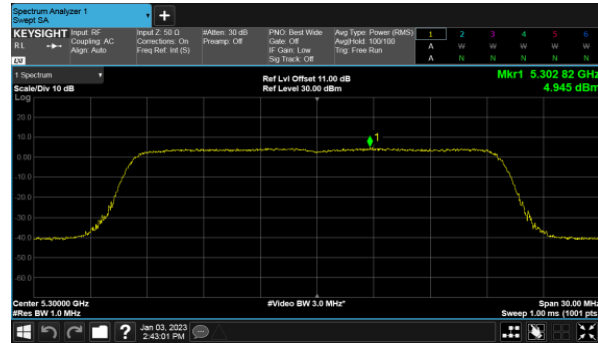 Spectrum Analyzer 1
Swept SA
KEYSIGHT
RL
Input: RF
Coupling: AC
Align: Auto
Input Z: 50 Ω
Corrections: On
Freq Ref: Int (S)
#Atten: 30 dB
Preamp: Off
PNO: Best Wide
Gate: Off
IF Gain: Low
Sig Track: Off
Avg Type: Power (RMS)
Avg|Hold: 100/100
Trig: Free Run
1 2 3 4 5 6
A W W W W W
A N N N N N
1 Spectrum
Scale/Div 10 dB
Log
Ref Lvl Offset 11.00 dB
Ref Level 30.00 dBm
Mkr1 5.302 82 GHz
4.945 dBm
20.0
10.0
0.00
-10.0
-20.0
-30.0
-40.0
-50.0
-60.0
1
Center 5.30000 GHz
#Res BW 1.0 MHz
#Video BW 3.0 MHz*
Span 30.00 MHz
Sweep 1.00 ms (1001 pts
Jan 03, 2023
2:43:01 PM